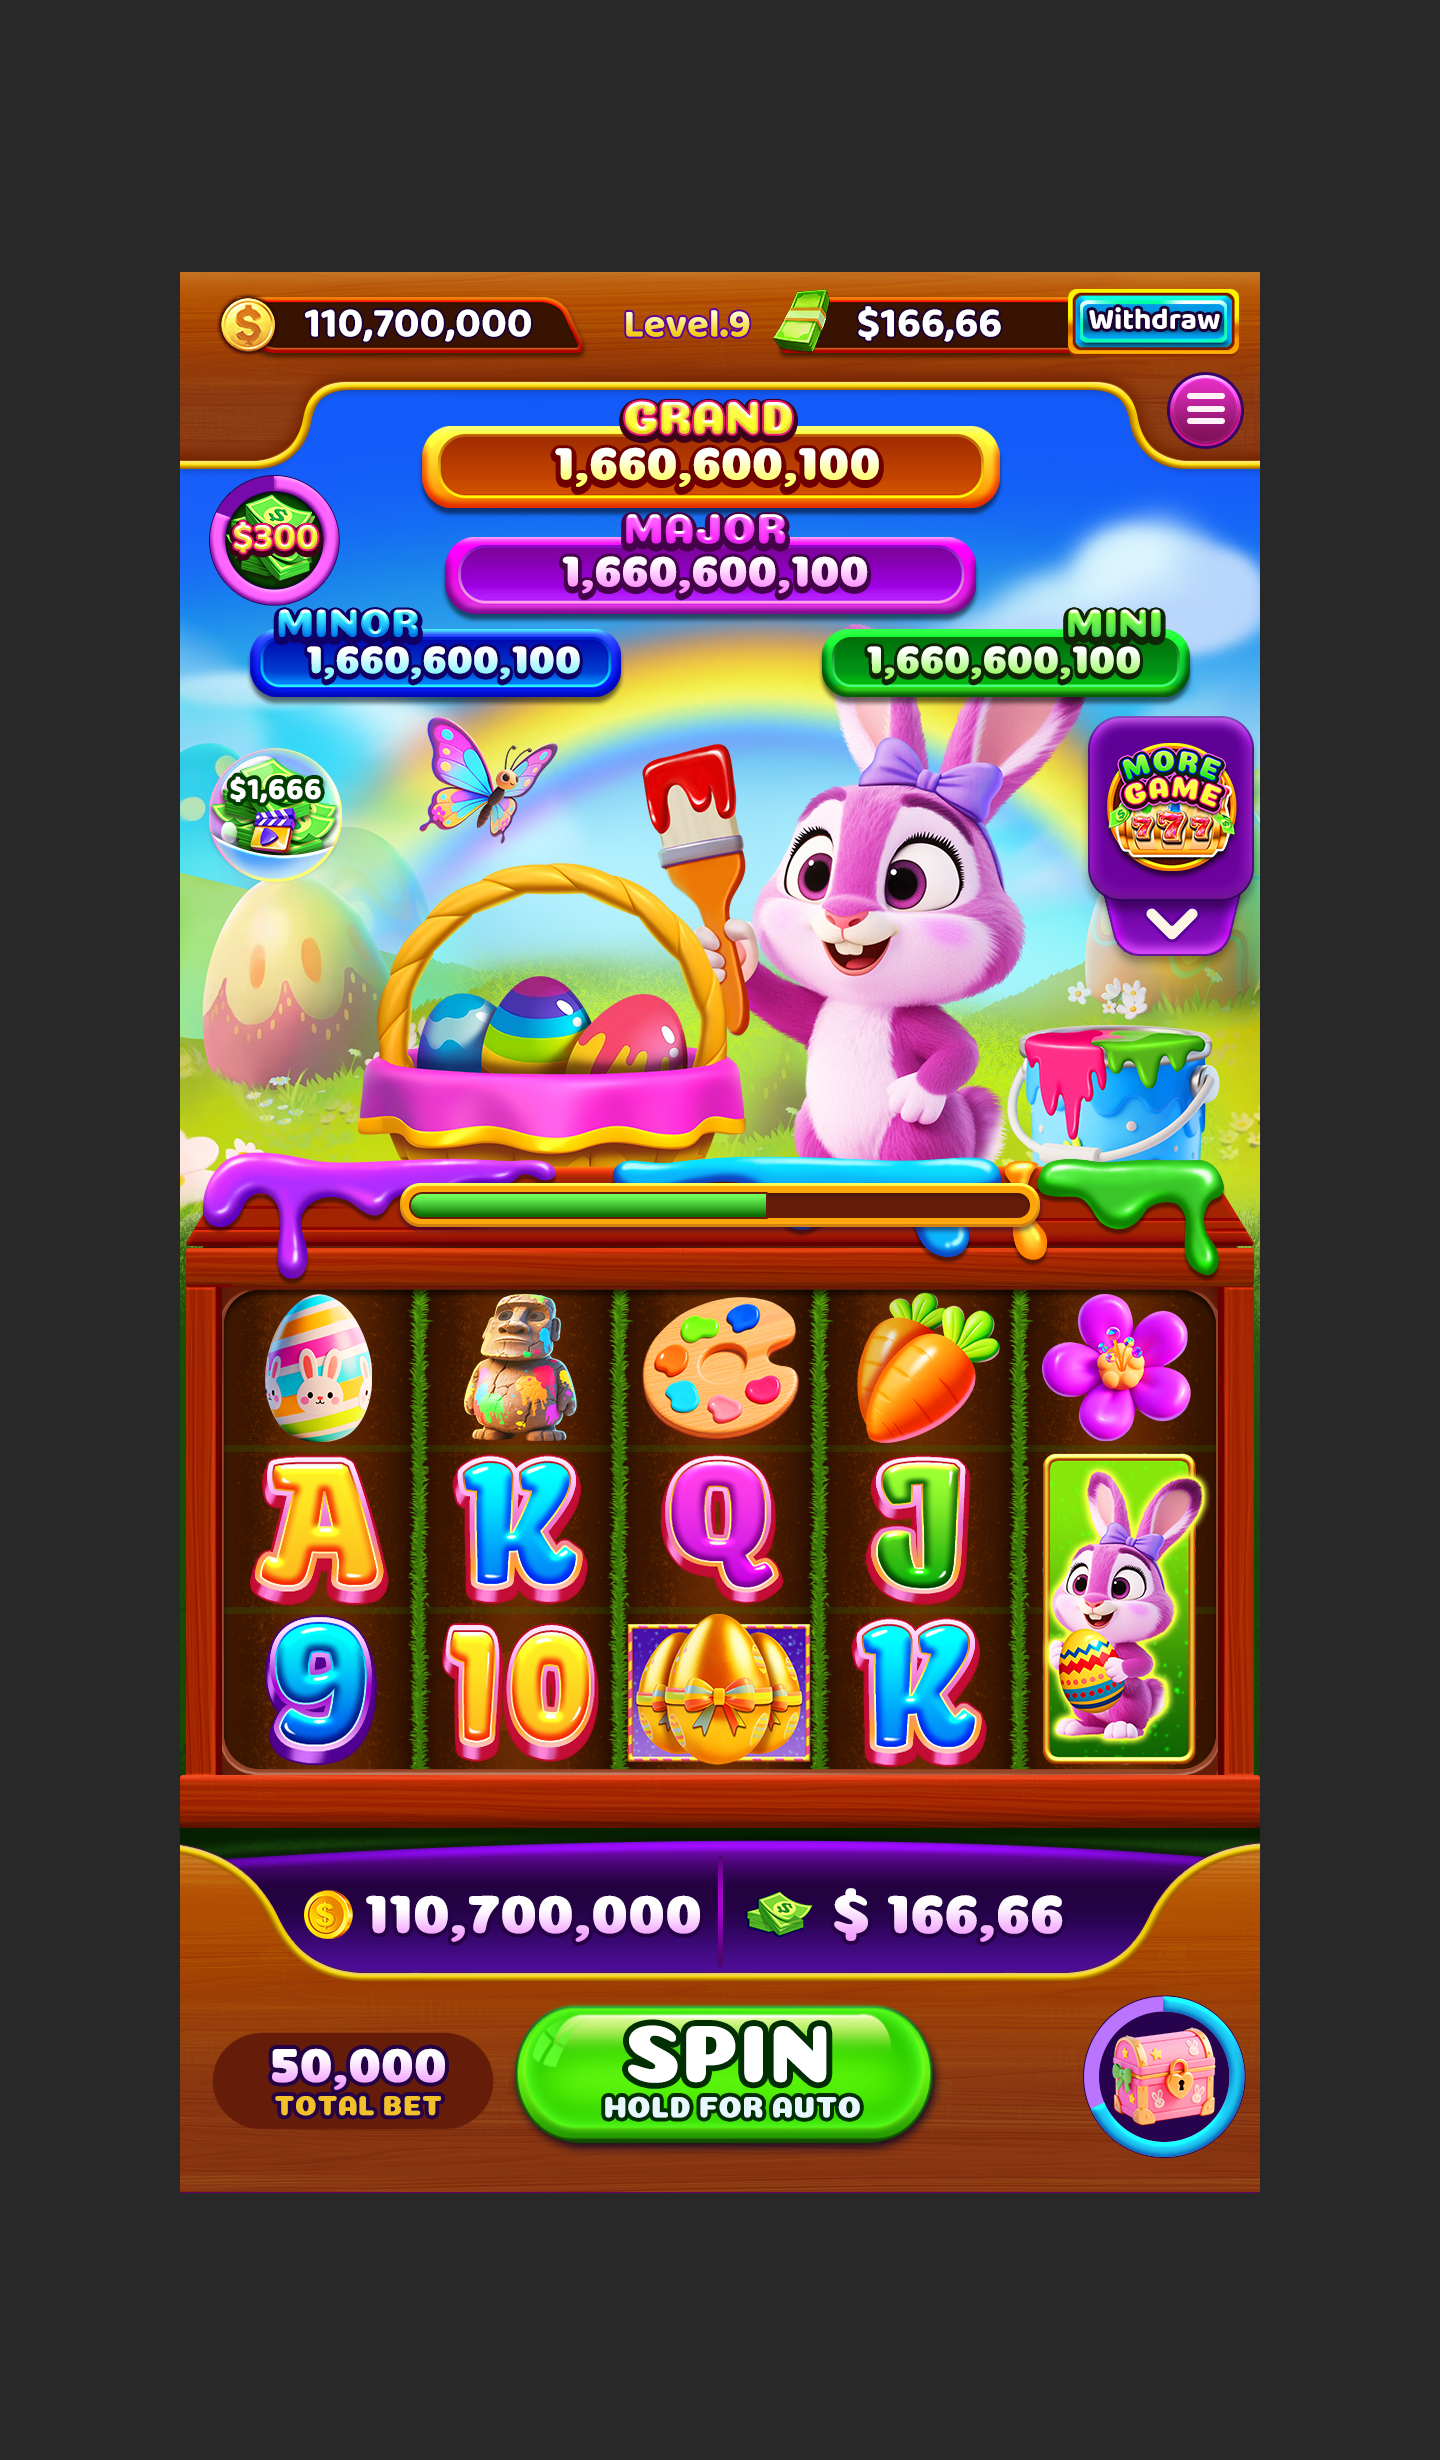 110,700,000
Level.9
$166,66
Withdraw
GRAND
1,660,600,100
$300
MAJOR
1,660,600,100
MINOR
1,660,600,100
MINI
1,660,600,100
$1,666
MORE
GAME
777
A
K
Q
J
9
10
K
110,700,000
$ 166,66
50,000
TOTAL BET
SPIN
HOLD FOR AUTO